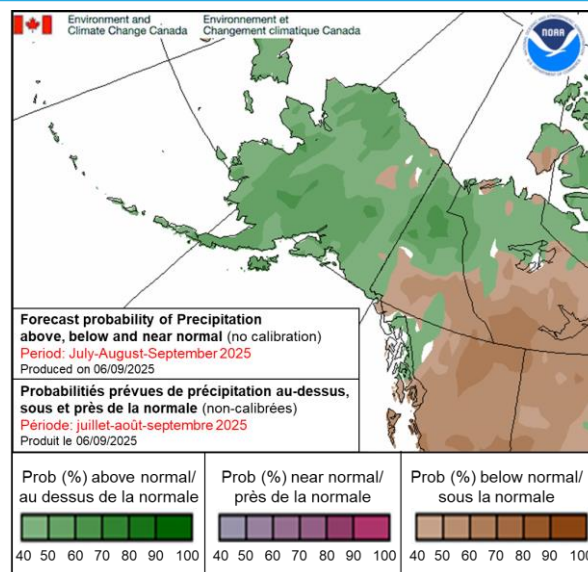 Environment and
Climate Change Canada
Environnement et
Changement climatique Canada
NOAA
Forecast probability of Precipitation
above, below and near normal (no calibration)
Period: July-August-September 2025
Produced on 06/09/2025
Probabilités prévues de précipitation au-dessus,
sous et près de la normale (non-calibrées)
Période: juillet-août-septembre 2025
Produit le 06/09/2025
Prob (%) above normal/
au dessus de la normale
40 50 60 70 80 90 100
Prob (%) near normal/
près de la normale
40 50 60 70 80 90 100
Prob (%) below normal/
sous la normale
40 50 60 70 80 90 100